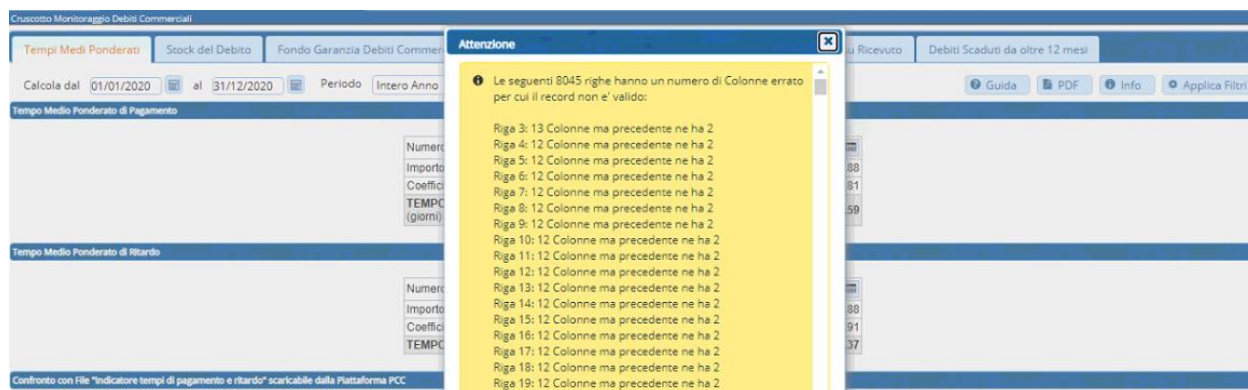 Cruscotto Monitoraggio Debiti Commerciali
Tempi Medi Ponderati Stock del Debito Fondo Garanzia Debiti Commer Ricevuto Debiti Scaduti da oltre 12 mesi
Calcola dal 01/01/2020 al 31/12/2020 Periodo Intero Anno Guida PDF Info Applica Filtri
Tempo Medio Ponderato di Pagamento
Numero
Importo 88
Coeffici 81
TEMPO 59
(giorni)
Tempo Medio Ponderato di Ritardo
Numero
Importo 88
Coeffici 91
TEMPO 37
Confronto con File "Indicatore tempi di pagamento e ritardo" scaricabile dalla Piattaforma PCC
Attenzione
Le seguenti 8045 righe hanno un numero di Colonne errato
per cui il record non e' valido:
Riga 3: 13 Colonne ma precedente ne ha 2
Riga 4: 12 Colonne ma precedente ne ha 2
Riga 5: 12 Colonne ma precedente ne ha 2
Riga 6: 12 Colonne ma precedente ne ha 2
Riga 7: 12 Colonne ma precedente ne ha 2
Riga 8: 12 Colonne ma precedente ne ha 2
Riga 9: 12 Colonne ma precedente ne ha 2
Riga 10: 12 Colonne ma precedente ne ha 2
Riga 11: 12 Colonne ma precedente ne ha 2
Riga 12: 12 Colonne ma precedente ne ha 2
Riga 13: 12 Colonne ma precedente ne ha 2
Riga 14: 12 Colonne ma precedente ne ha 2
Riga 15: 12 Colonne ma precedente ne ha 2
Riga 16: 12 Colonne ma precedente ne ha 2
Riga 17: 12 Colonne ma precedente ne ha 2
Riga 18: 12 Colonne ma precedente ne ha 2
Riga 19: 12 Colonne ma precedente ne ha 2